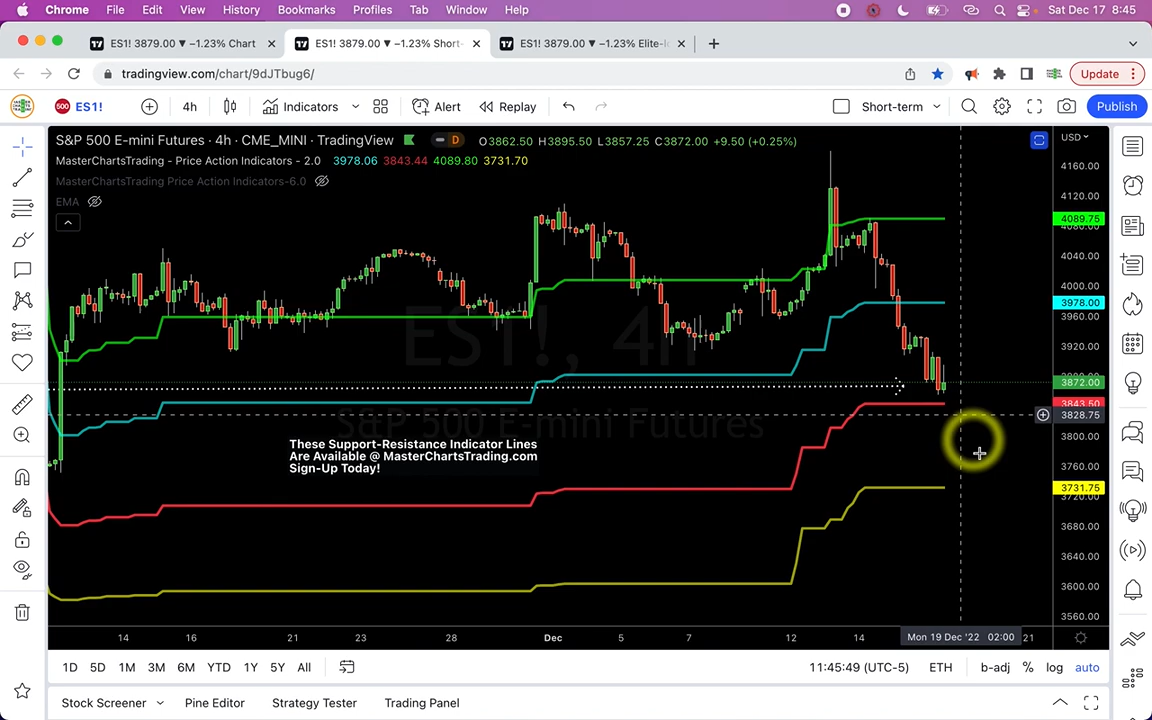 Chrome File Edit View History Bookmarks Profiles Tab Window Help Sat Dec 17 8:45
ES1! 3879.00 ▼ −1.23% Chart ES1! 3879.00 ▼ −1.23% Short- ES1! 3879.00 ▼ −1.23% Elite-
tradingview.com/chart/9dJTbug6/ Update
500 ES1! 4h Indicators Alert Replay Short-term Publish
S&P 500 E-mini Futures · 4h · CME_MINI · TradingView D O3862.50 H3895.50 L3857.25 C3872.00 +9.50 (+0.25%) USD
MasterChartsTrading - Price Action Indicators - 2.0 3978.06 3843.44 4089.80 3731.70
MasterChartsTrading Price Action Indicators-6.0
EMA
4160.00
4120.00
4089.75
4080.00
4040.00
4000.00
3978.00
3960.00
3920.00
3872.00
3843.50
3828.75
3800.00
3760.00
3731.75
3720.00
3680.00
3640.00
3600.00
3560.00
ES1!, 4h
S&P 500 E-mini Futures
These Support-Resistance Indicator Lines
Are Available @ MasterChartsTrading.com
Sign-Up Today!
14 16 21 23 28 Dec 5 7 12 14 Mon 19 Dec '22 02:00 21
1D 5D 1M 3M 6M YTD 1Y 5Y All 11:45:49 (UTC-5) ETH b-adj % log auto
Stock Screener Pine Editor Strategy Tester Trading Panel